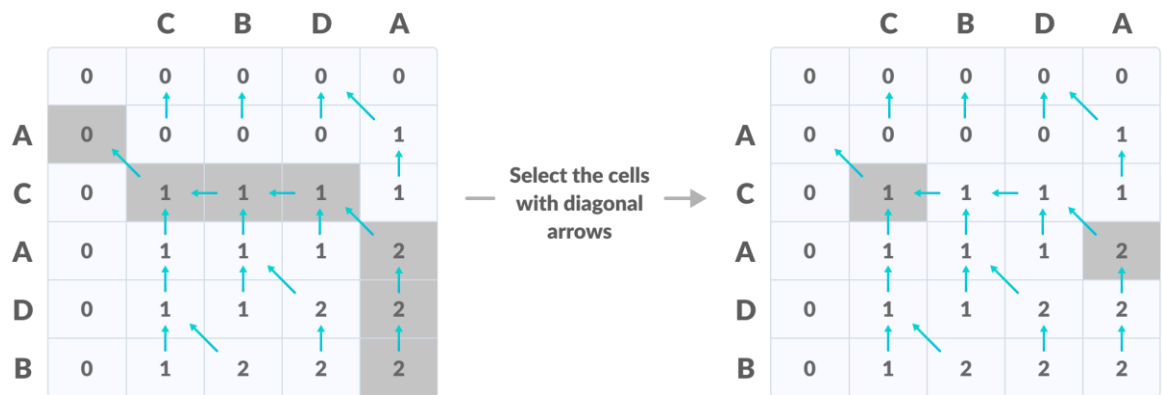 C B D A
0 0 0 0 0
A 0 0 0 0 1
C 0 1 1 1 1
A 0 1 1 1 2
D 0 1 1 2 2
B 0 1 2 2 2
Select the cells
with diagonal
arrows
C B D A
0 0 0 0 0
A 0 0 0 0 1
C 0 1 1 1 1
A 0 1 1 1 2
D 0 1 1 2 2
B 0 1 2 2 2